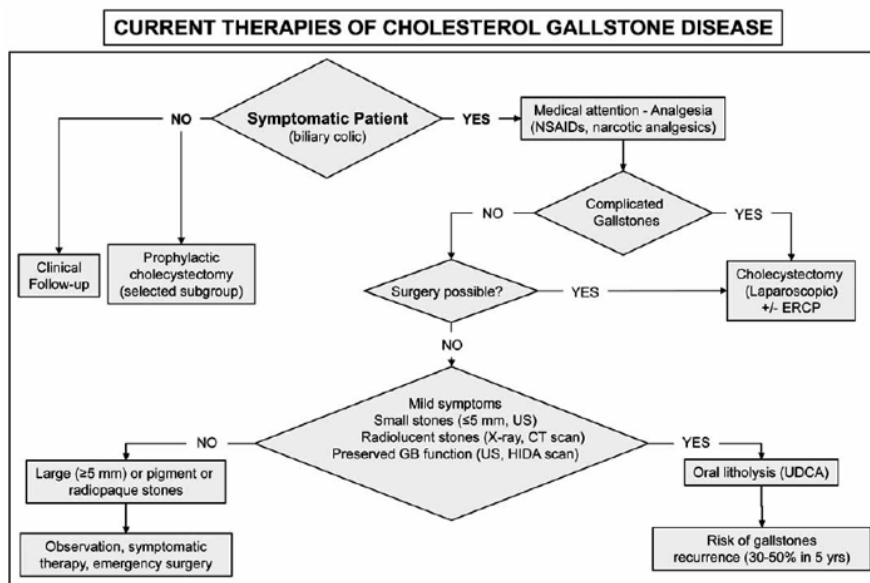 CURRENT THERAPIES OF CHOLESTEROL GALLSTONE DISEASE
Symptomatic Patient
(biliary colic)
NO
YES
Medical attention - Analgesia
(NSAIDs, narcotic analgesics)
Clinical
Follow-up
Prophylactic
cholecystectomy
(selected subgroup)
Complicated
Gallstones
NO
YES
Surgery possible?
YES
Cholecystectomy
(Laparoscopic)
+/- ERCP
NO
Mild symptoms
Small stones (≤5 mm, US)
Radiolucent stones (X-ray, CT scan)
Preserved GB function (US, HIDA scan)
NO
YES
Large (≥5 mm) or pigment or
radiopaque stones
Oral litholysis (UDCA)
Observation, symptomatic
therapy, emergency surgery
Risk of gallstones
recurrence (30-50% in 5 yrs)